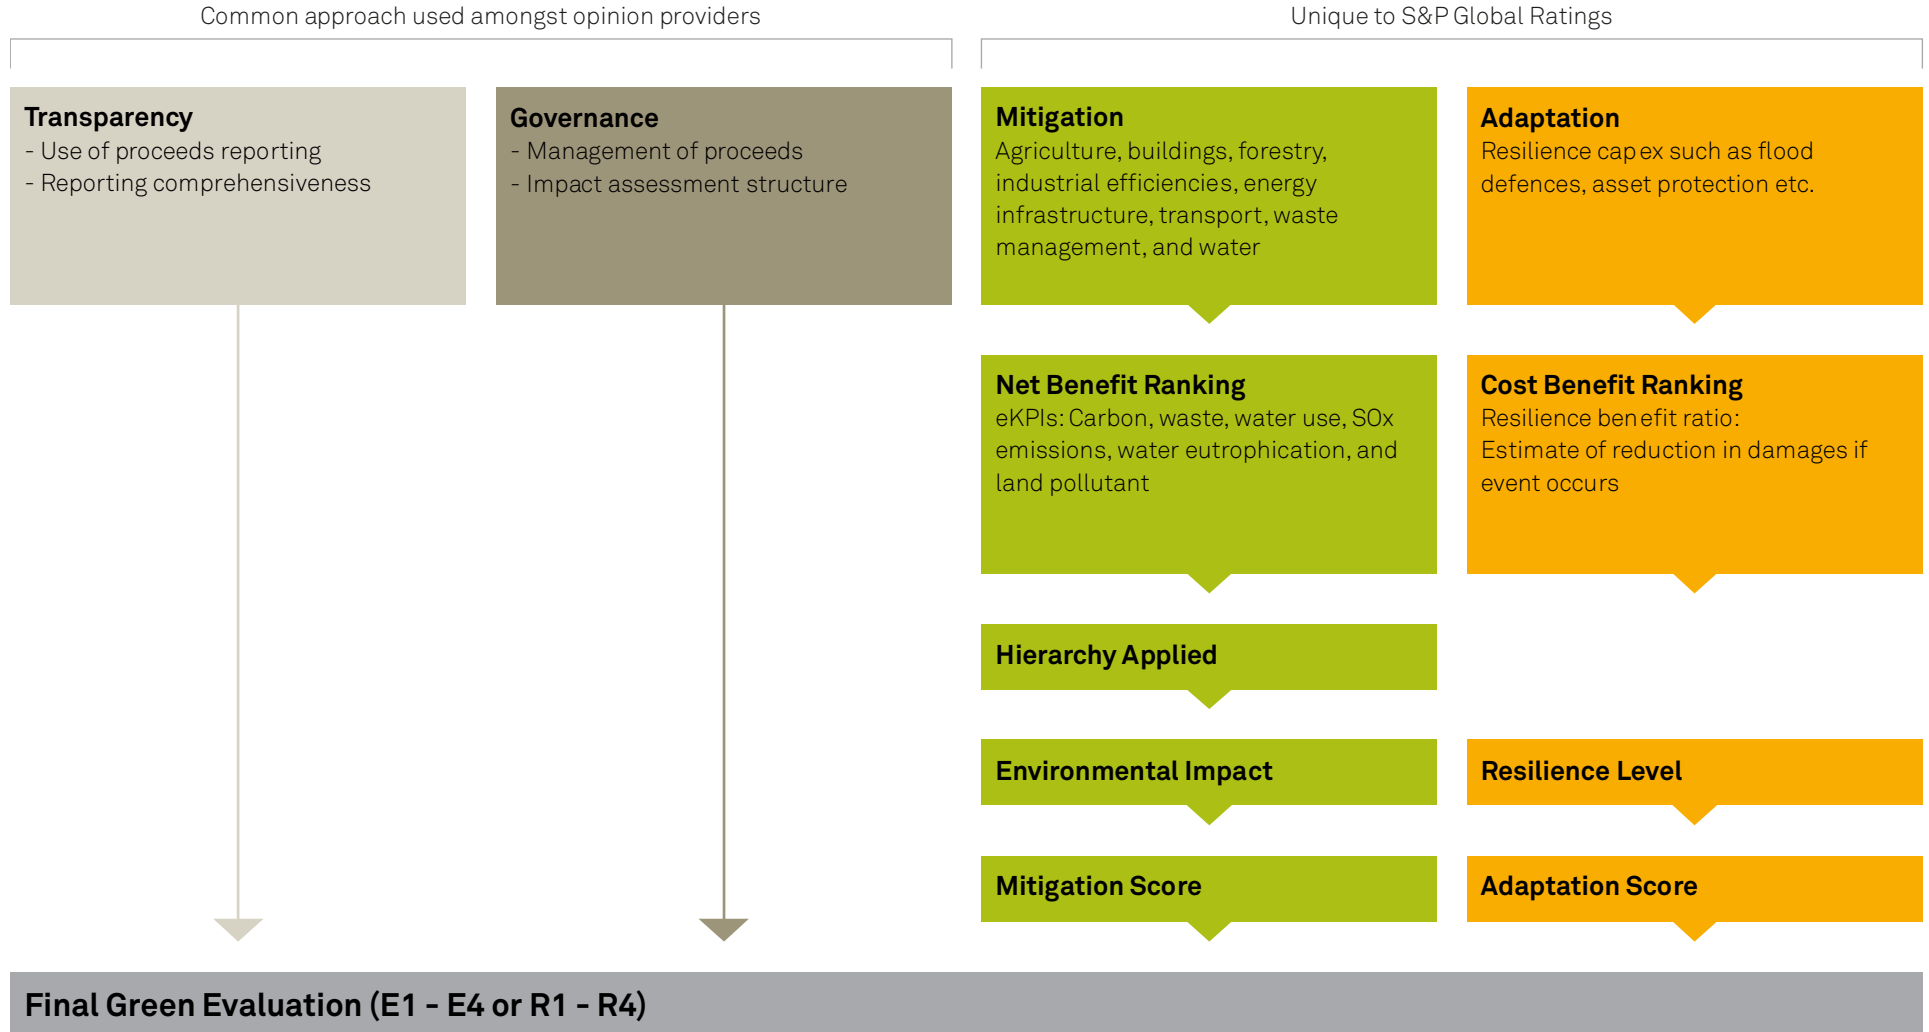 Common approach used amongst opinion providers
Unique to S&P Global Ratings
Transparency
- Use of proceeds reporting
- Reporting comprehensiveness
Governance
- Management of proceeds
- Impact assessment structure
Mitigation
Agriculture, buildings, forestry,
industrial efficiencies, energy
infrastructure, transport, waste
management, and water
Adaptation
Resilience capex such as flood
defences, asset protection etc.
Net Benefit Ranking
eKPIs: Carbon, waste, water use, SOx
emissions, water eutrophication, and
land pollutant
Cost Benefit Ranking
Resilience benefit ratio:
Estimate of reduction in damages if
event occurs
Hierarchy Applied
Environmental Impact
Resilience Level
Mitigation Score
Adaptation Score
Final Green Evaluation (E1 - E4 or R1 - R4)